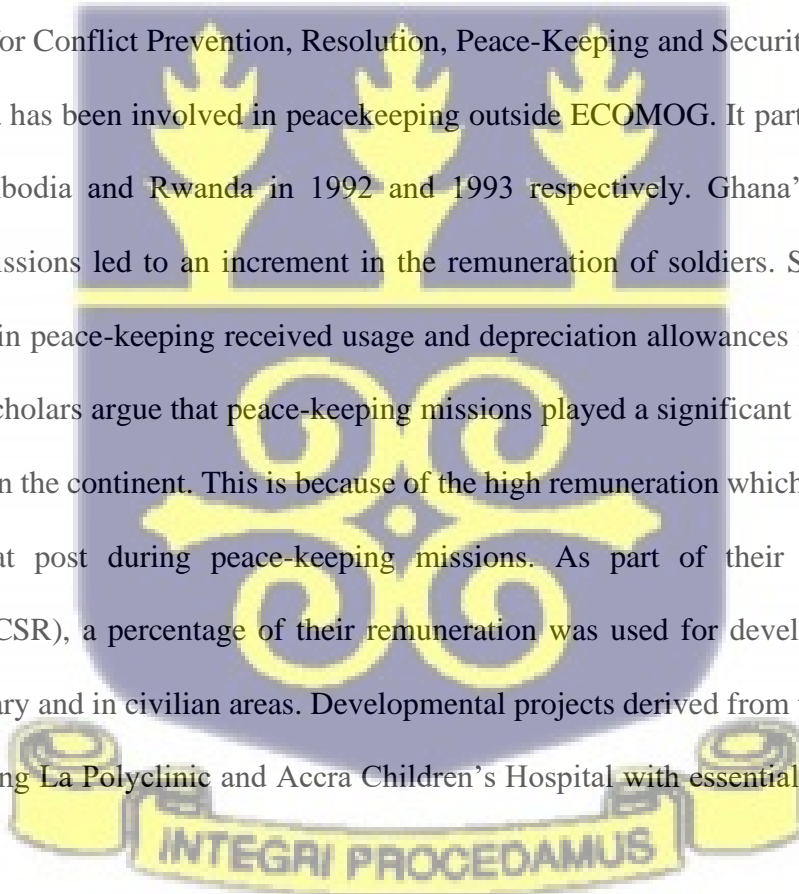 for Conflict Prevention, Resolution, Peace-Keeping and Securit
has been involved in peacekeeping outside ECOMOG. It part
bodia and Rwanda in 1992 and 1993 respectively. Ghana's
issions led to an increment in the remuneration of soldiers. S
in peace-keeping received usage and depreciation allowances
cholars argue that peace-keeping missions played a significant
n the continent. This is because of the high remuneration which
at post during peace-keeping missions. As part of their
CSR), a percentage of their remuneration was used for devel
ary and in civilian areas. Developmental projects derived from
ng La Polyclinic and Accra Children's Hospital with essential
INTEGRI PROCEDAMUS